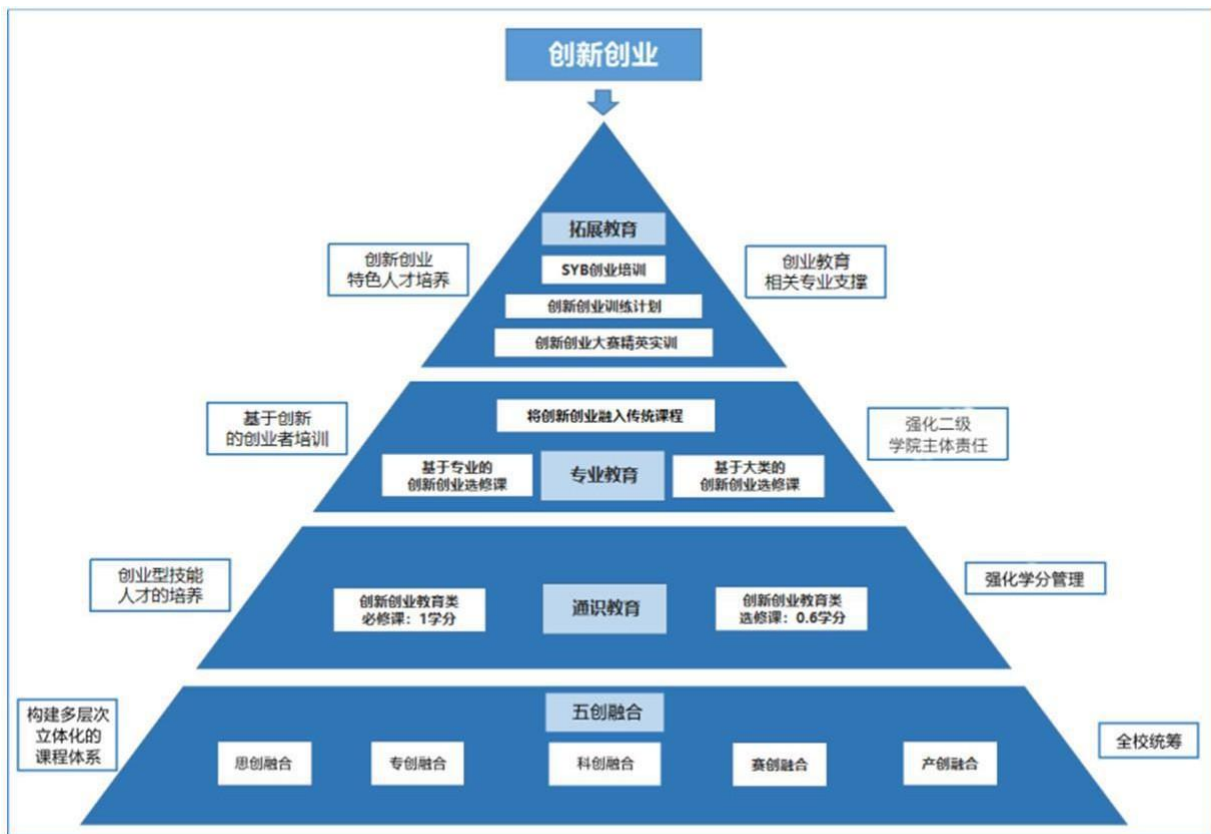 创新创业
拓展教育
SYB创业培训
创新创业训练计划
创新创业大赛精英实训
创新创业
特色人才培养
创业教育
相关专业支撑
将创新创业融入传统课程
基于专业的
创新创业选修课
专业教育
基于大类的
创新创业选修课
基于创新
的创业者培训
强化二级
学院主体责任
创新创业教育类
必修课：1学分
通识教育
创新创业教育类
选修课：0.6学分
创业型技能
人才的培养
强化学分管理
五创融合
思创融合
专创融合
科创融合
赛创融合
产创融合
构建多层次
立体化的
课程体系
全校统筹